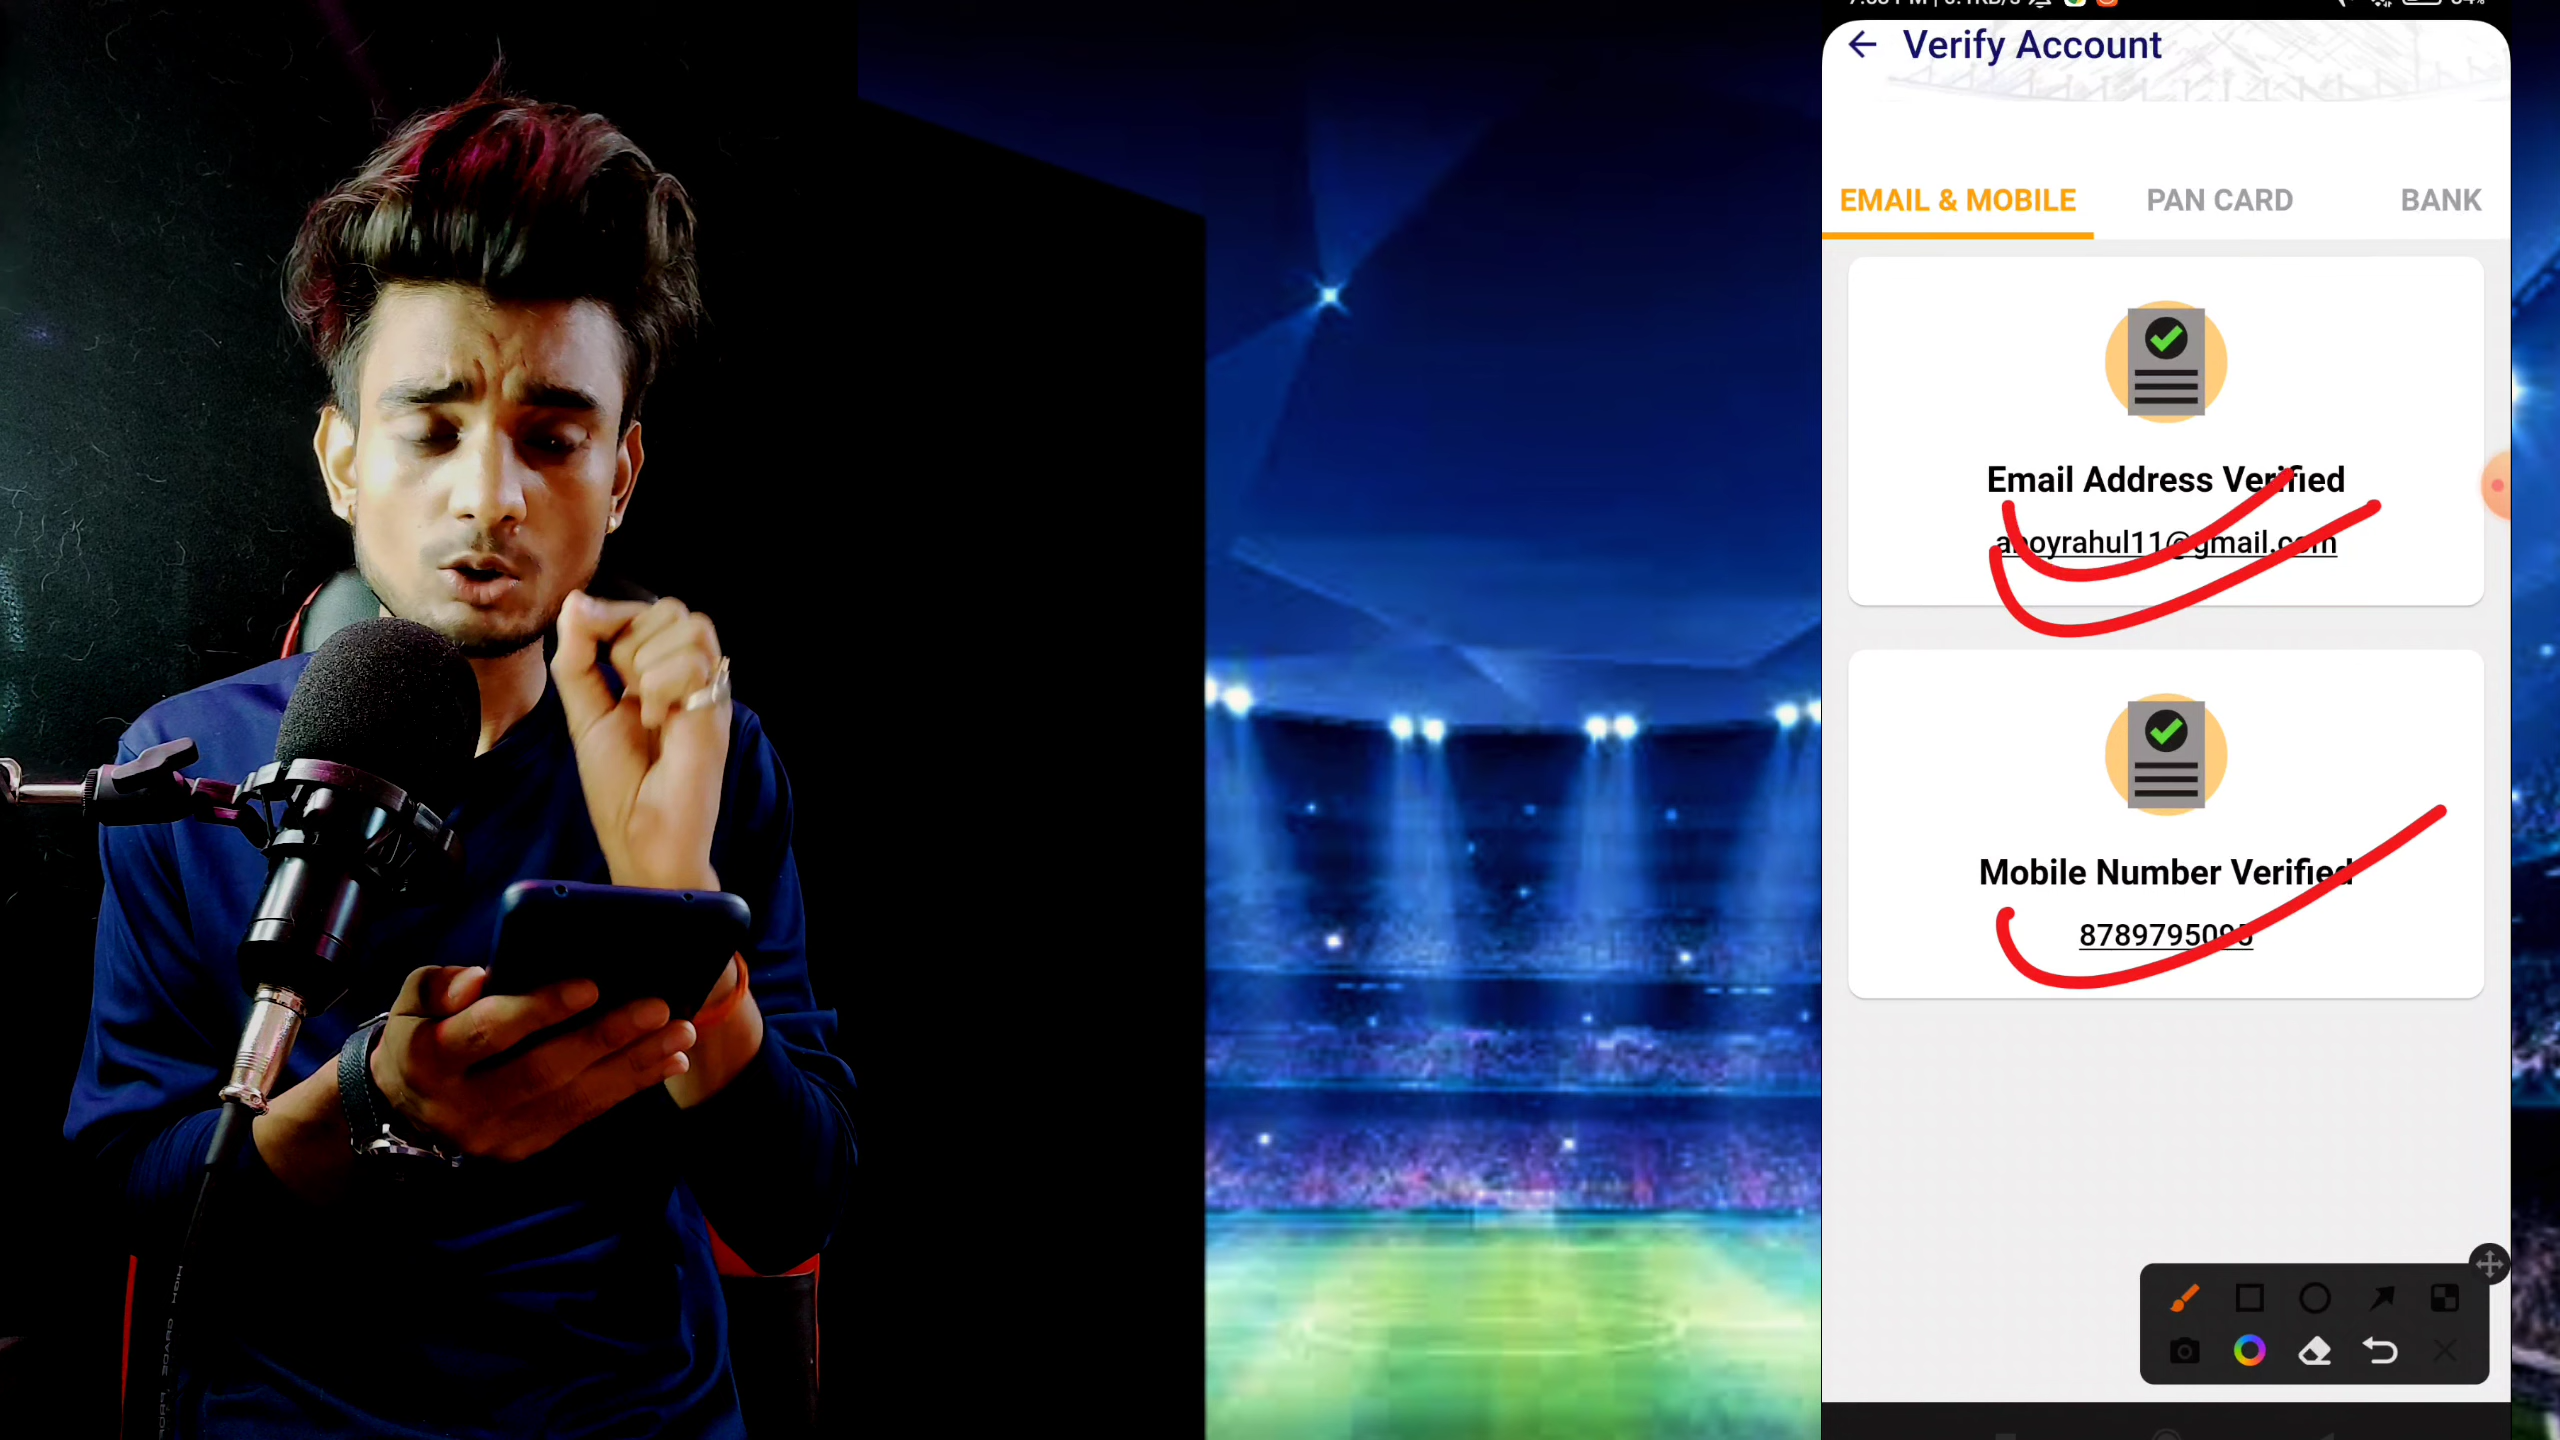 Verify Account
EMAIL & MOBILE
PAN CARD
BANK
Email Address Verified
Mobile Number Verified